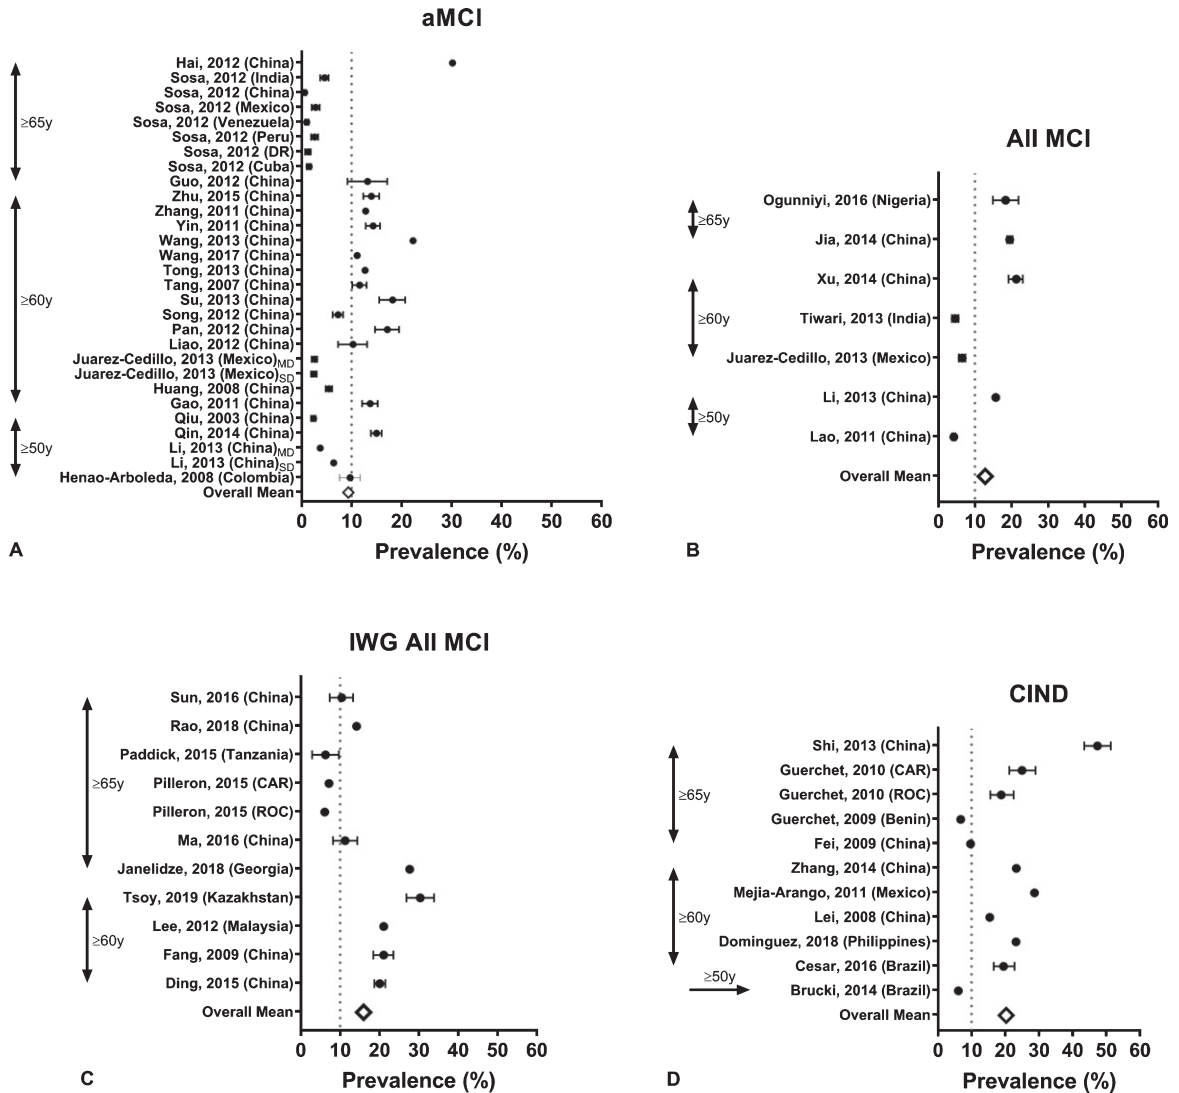 aMCI
Hai, 2012 (China)
Sosa, 2012 (India)
Sosa, 2012 (China)
Sosa, 2012 (Mexico)
≥65y
Sosa, 2012 (Venezuela)
Sosa, 2012 (Peru)
Sosa, 2012 (DR)
Sosa, 2012 (Cuba)
Guo, 2012 (China)
Zhu, 2015 (China)
Zhang, 2011 (China)
Yin, 2011 (China)
Wang, 2013 (China)
Wang, 2017 (China)
Tong, 2013 (China)
Tang, 2007 (China)
≥60y
Su, 2013 (China)
Song, 2012 (China)
Pan, 2012 (China)
Liao, 2012 (China)
Juarez-Cedillo, 2013 (Mexico)MD
Juarez-Cedillo, 2013 (Mexico)SD
Huang, 2008 (China)
Gao, 2011 (China)
Qiu, 2003 (China)
Qin, 2014 (China)
≥50y
Li, 2013 (China)MD
Li, 2013 (China)SD
Henao-Arboleda, 2008 (Colombia)
Overall Mean
0 10 20 30 40 50 60
Prevalence (%)
A
All MCI
Ogunniyi, 2016 (Nigeria)
≥65y
Jia, 2014 (China)
Xu, 2014 (China)
≥60y
Tiwari, 2013 (India)
Juarez-Cedillo, 2013 (Mexico)
Li, 2013 (China)
≥50y
Lao, 2011 (China)
Overall Mean
0 10 20 30 40 50 60
Prevalence (%)
B
IWG All MCI
Sun, 2016 (China)
Rao, 2018 (China)
Paddick, 2015 (Tanzania)
≥65y
Pilleron, 2015 (CAR)
Pilleron, 2015 (ROC)
Ma, 2016 (China)
Janelidze, 2018 (Georgia)
Tsoy, 2019 (Kazakhstan)
Lee, 2012 (Malaysia)
≥60y
Fang, 2009 (China)
Ding, 2015 (China)
Overall Mean
0 10 20 30 40 50 60
Prevalence (%)
C
CIND
Shi, 2013 (China)
Guerchet, 2010 (CAR)
≥65y
Guerchet, 2010 (ROC)
Guerchet, 2009 (Benin)
Fei, 2009 (China)
Zhang, 2014 (China)
Mejia-Arango, 2011 (Mexico)
≥60y
Lei, 2008 (China)
Dominguez, 2018 (Philippines)
Cesar, 2016 (Brazil)
≥50y
Brucki, 2014 (Brazil)
Overall Mean
0 10 20 30 40 50 60
Prevalence (%)
D